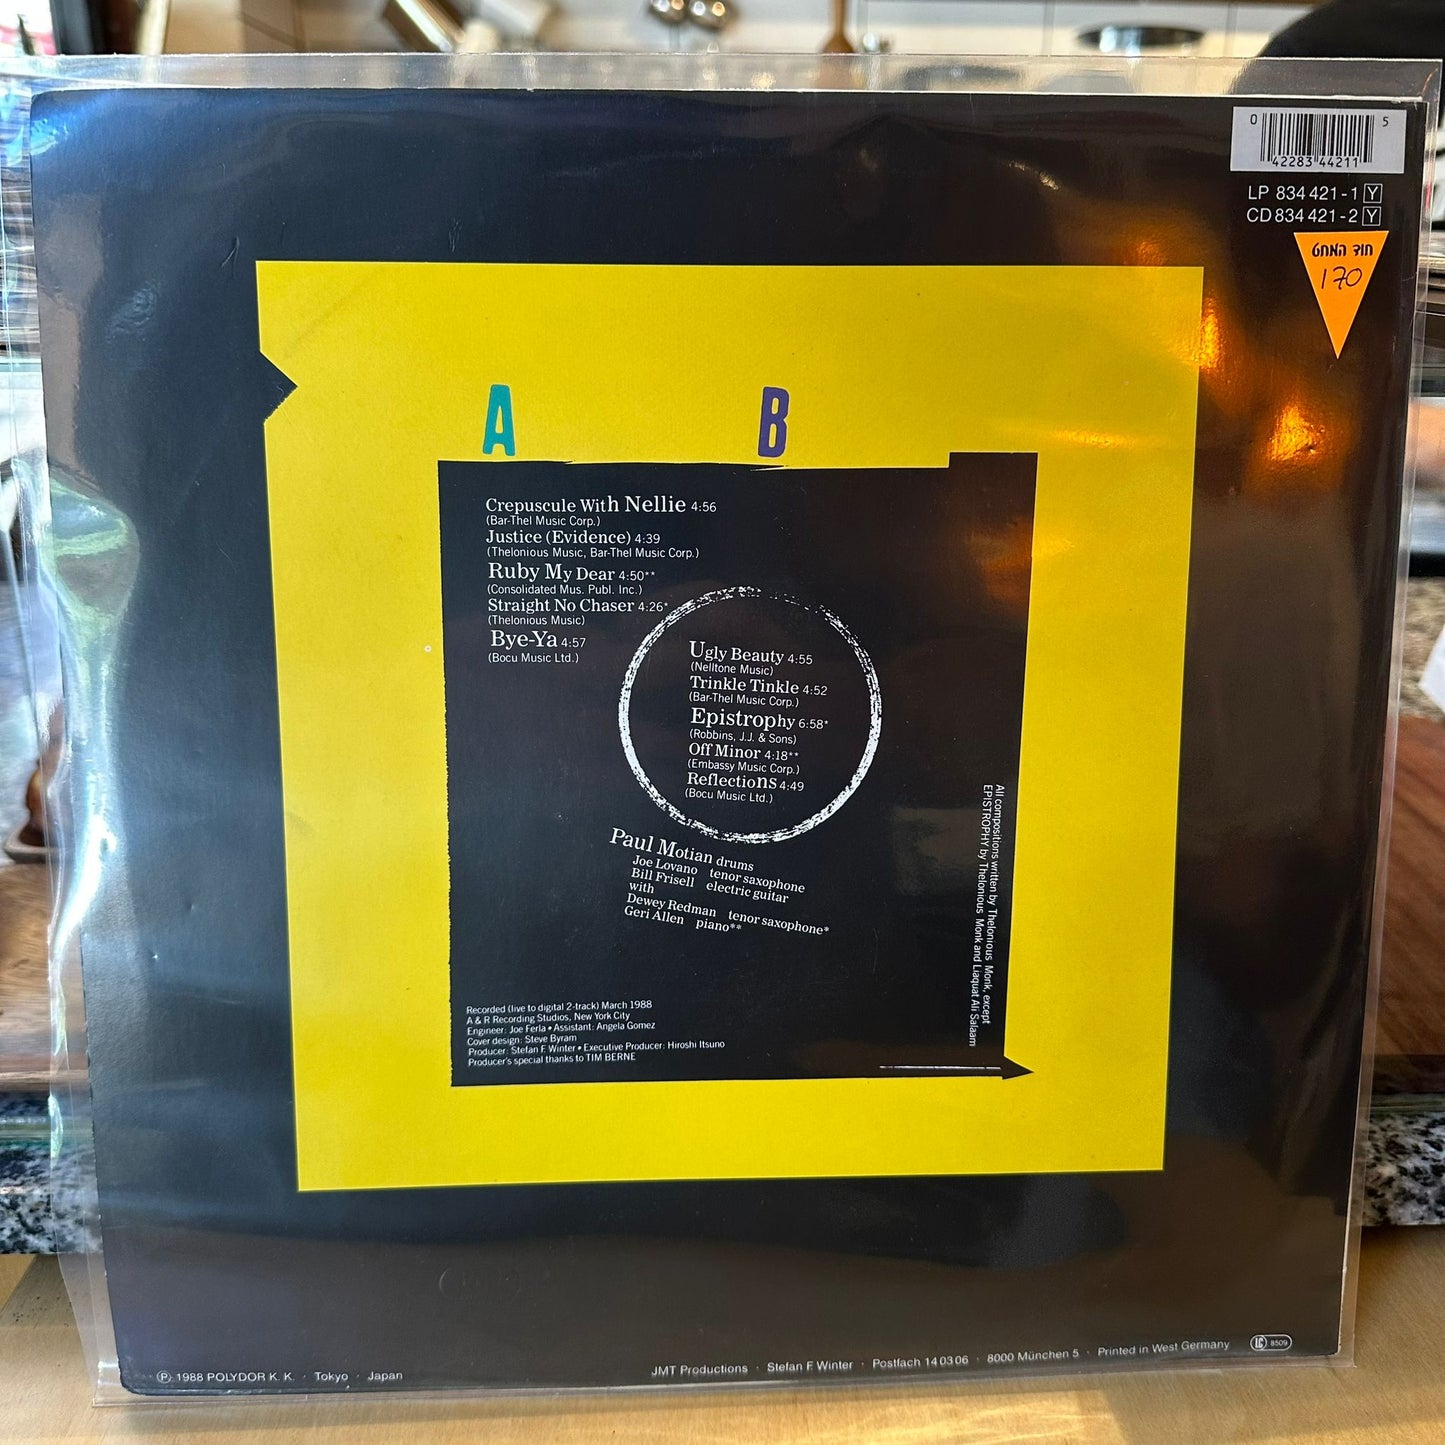 0 42283 44211 5
LP 834 421-1 Y
CD 834 421-2 Y
חוד המחט
170
A
B
Crepuscule With Nellie 4:56
(Bar-Thel Music Corp.)
Justice (Evidence) 4:39
(Thelonious Music, Bar-Thel Music Corp.)
Ruby My Dear 4:50**
(Consolidated Mus. Publ. Inc.)
Straight No Chaser 4:26*
(Thelonious Music)
Bye-Ya 4:57
(Bocu Music Ltd.)
Ugly Beauty 4:55
(Nelltone Music)
Trinkle Tinkle 4:52
(Bar-Thel Music Corp.)
Epistrophy 6:58*
(Robbins, J.J. & Sons)
Off Minor 4:18**
(Embassy Music Corp.)
Reflections 4:49
(Bocu Music Ltd.)
Paul Motian drums
Joe Lovano tenor saxophone
Bill Frisell electric guitar
with
Dewey Redman tenor saxophone*
Geri Allen piano**
All compositions written by Thelonious Monk, except
EPISTROPHY by Thelonious Monk and Liaquat Ali Salaam
Recorded (live to digital 2-track) March 1988
A & R Recording Studios, New York City
Engineer: Joe Ferla • Assistant: Angela Gomez
Cover design: Steve Byram
Producer: Stefan F. Winter • Executive Producer: Hiroshi Itsuno
Producer's special thanks to TIM BERNE
℗ 1988 POLYDOR K. K. · Tokyo · Japan
JMT Productions · Stefan F. Winter · Postfach 14 03 06 · 8000 München 5 · Printed in West Germany
LC 8509